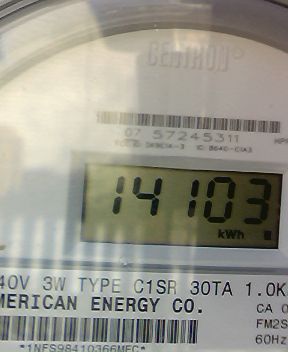 CENTRON®
07 57245311
14103
kWh
40V 3W TYPE C1SR 30TA 1.0K
MERICAN ENERGY CO. CA 0
FM2S
60Hz
*1NFS98410366MEC*